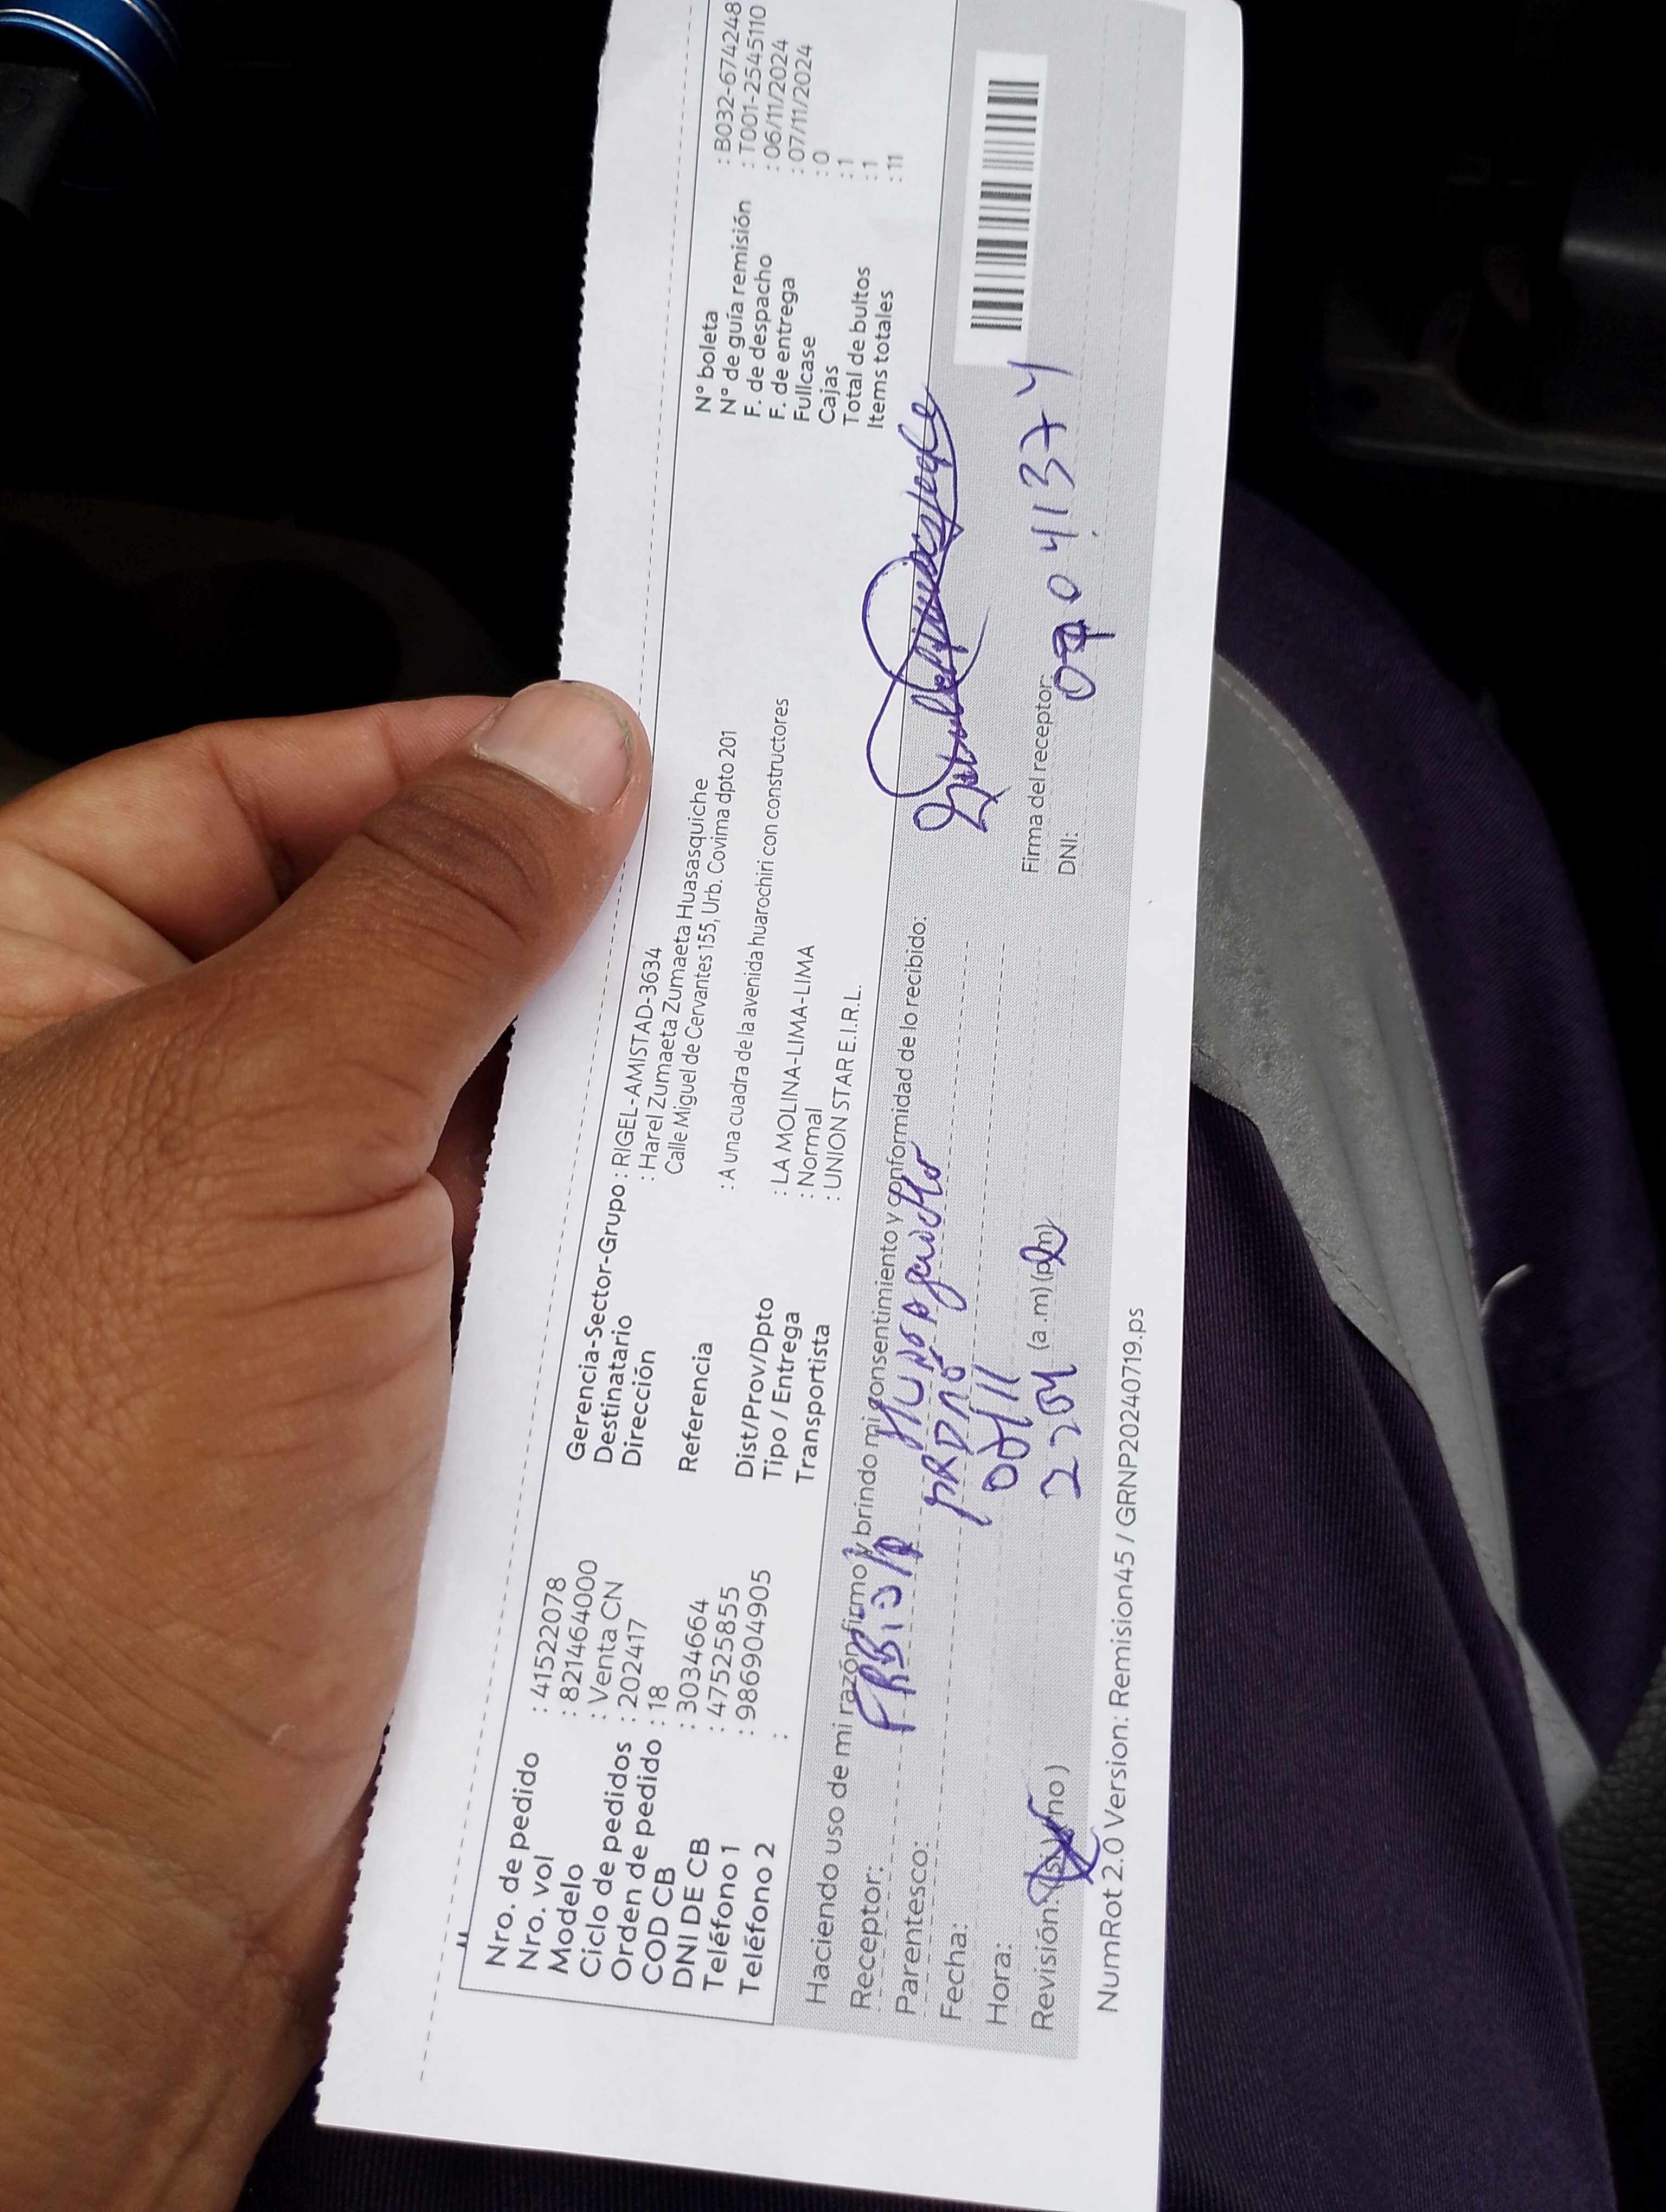 Nro. de pedido : 41522078
Nro. vol : 821464000
Modelo : Venta CN
Ciclo de pedidos : 202417
Orden de pedido : 18
COD CB : 3034664
DNI DE CB : 47525855
Teléfono 1 : 986904905
Teléfono 2 :
Gerencia-Sector-Grupo : RIGEL-AMISTAD-3634
Destinatario : Harel Zumaeta Zumaeta Huasasquiche
Dirección Calle Miguel de Cervantes 155, Urb. Covima dpto 201
Referencia : A una cuadra de la avenida huarochiri con constructores
Dist/Prov/Dpto : LA MOLINA-LIMA-LIMA
Tipo / Entrega : Normal
Transportista : UNION STAR E.I.R.L.
N° boleta : B032-674248
N° de guía remisión : T001-2545110
F. de despacho : 06/11/2024
F. de entrega : 07/11/2024
Fullcase : 0
Cajas : 1
Total de bultos : 1
Items totales : 11
Haciendo uso de mi razón firmo y brindo mi consentimiento y conformidad de lo recibido:
Receptor:
Parentesco:
Fecha:
Hora: (a .m) (p.m)
Revisión: (si) (no)
Firma del receptor:
DNI:
NumRot 2.0 Version: Remision45 / GRNP20240719.ps